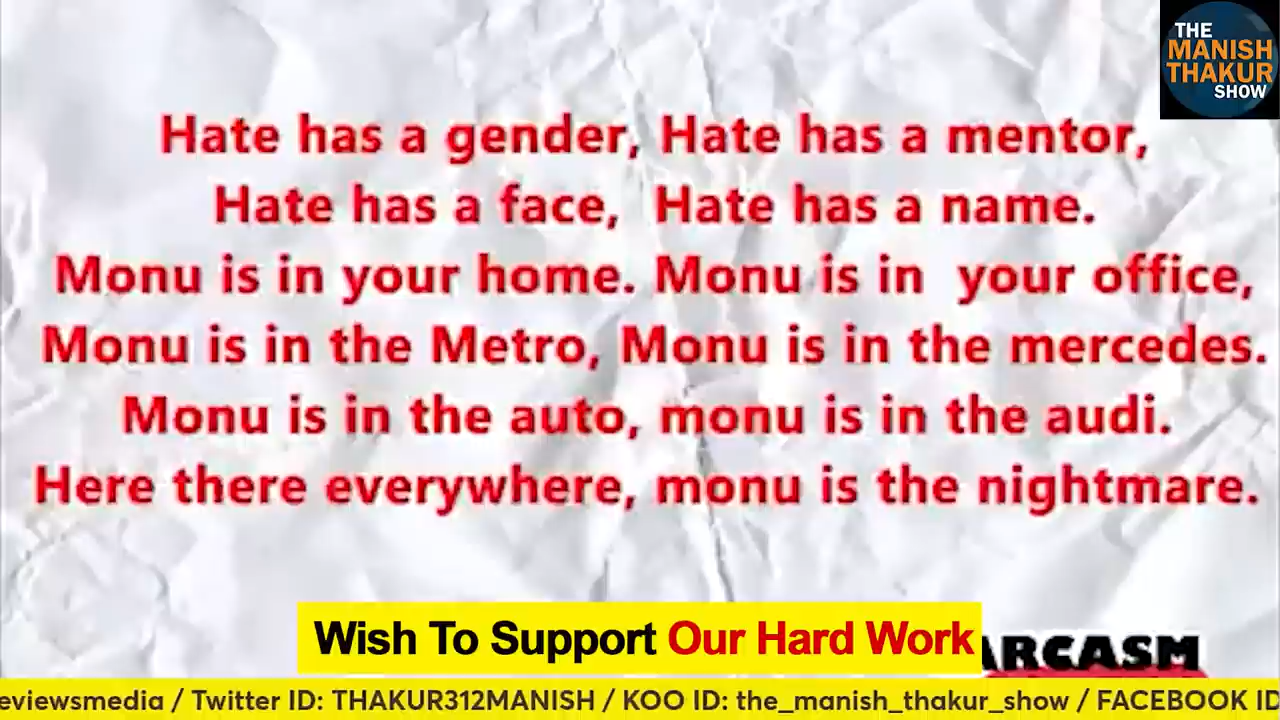 THE
MANISH
THAKUR
SHOW
Hate has a gender, Hate has a mentor,
Hate has a face, Hate has a name.
Monu is in your home. Monu is in your office,
Monu is in the Metro, Monu is in the mercedes.
Monu is in the auto, monu is in the audi.
Here there everywhere, monu is the nightmare.
Wish To Support Our Hard Work
ARCASM
eviewsmedia / Twitter ID: THAKUR312MANISH / KOO ID: the_manish_thakur_show / FACEBOOK ID